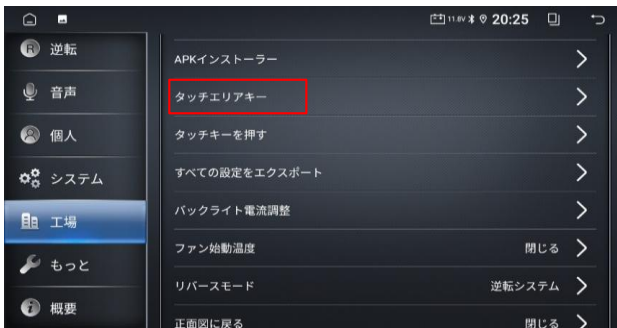 11.8V 20:25
R 逆転
音声
個人
システム
工場
もっと
概要
APKインストーラー
タッチエリアキー
タッチキーを押す
すべての設定をエクスポート
バックライト電流調整
ファン始動温度 閉じる
リバースモード 逆転システム
正面図に戻る 閉じる